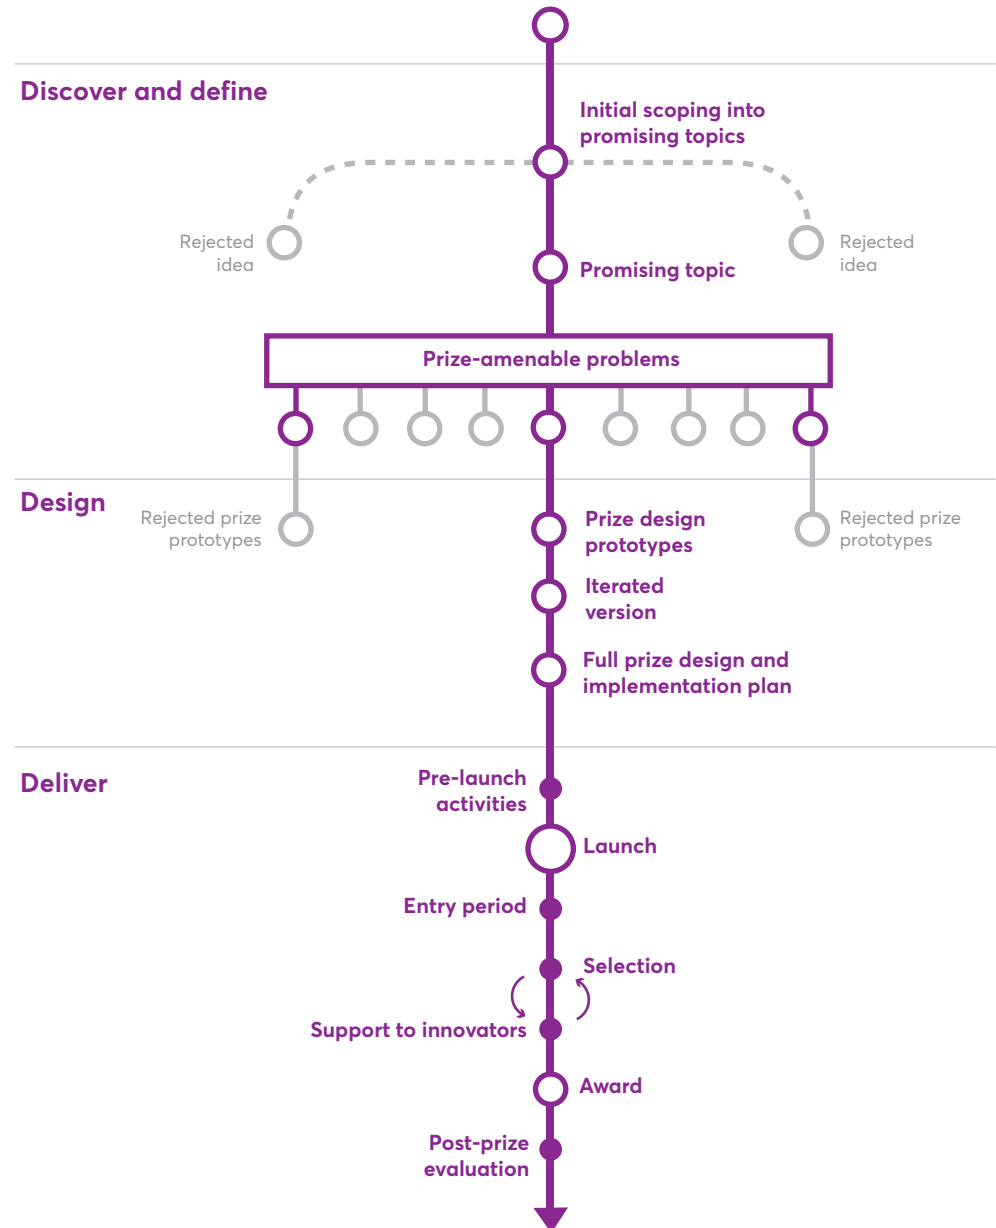 Discover and define
Initial scoping into
promising topics
Rejected
idea
Rejected
idea
Promising topic
Prize-amenable problems
Design
Rejected prize
prototypes
Prize design
prototypes
Rejected prize
prototypes
Iterated
version
Full prize design and
implementation plan
Deliver
Pre-launch
activities
Launch
Entry period
Selection
Support to innovators
Award
Post-prize
evaluation